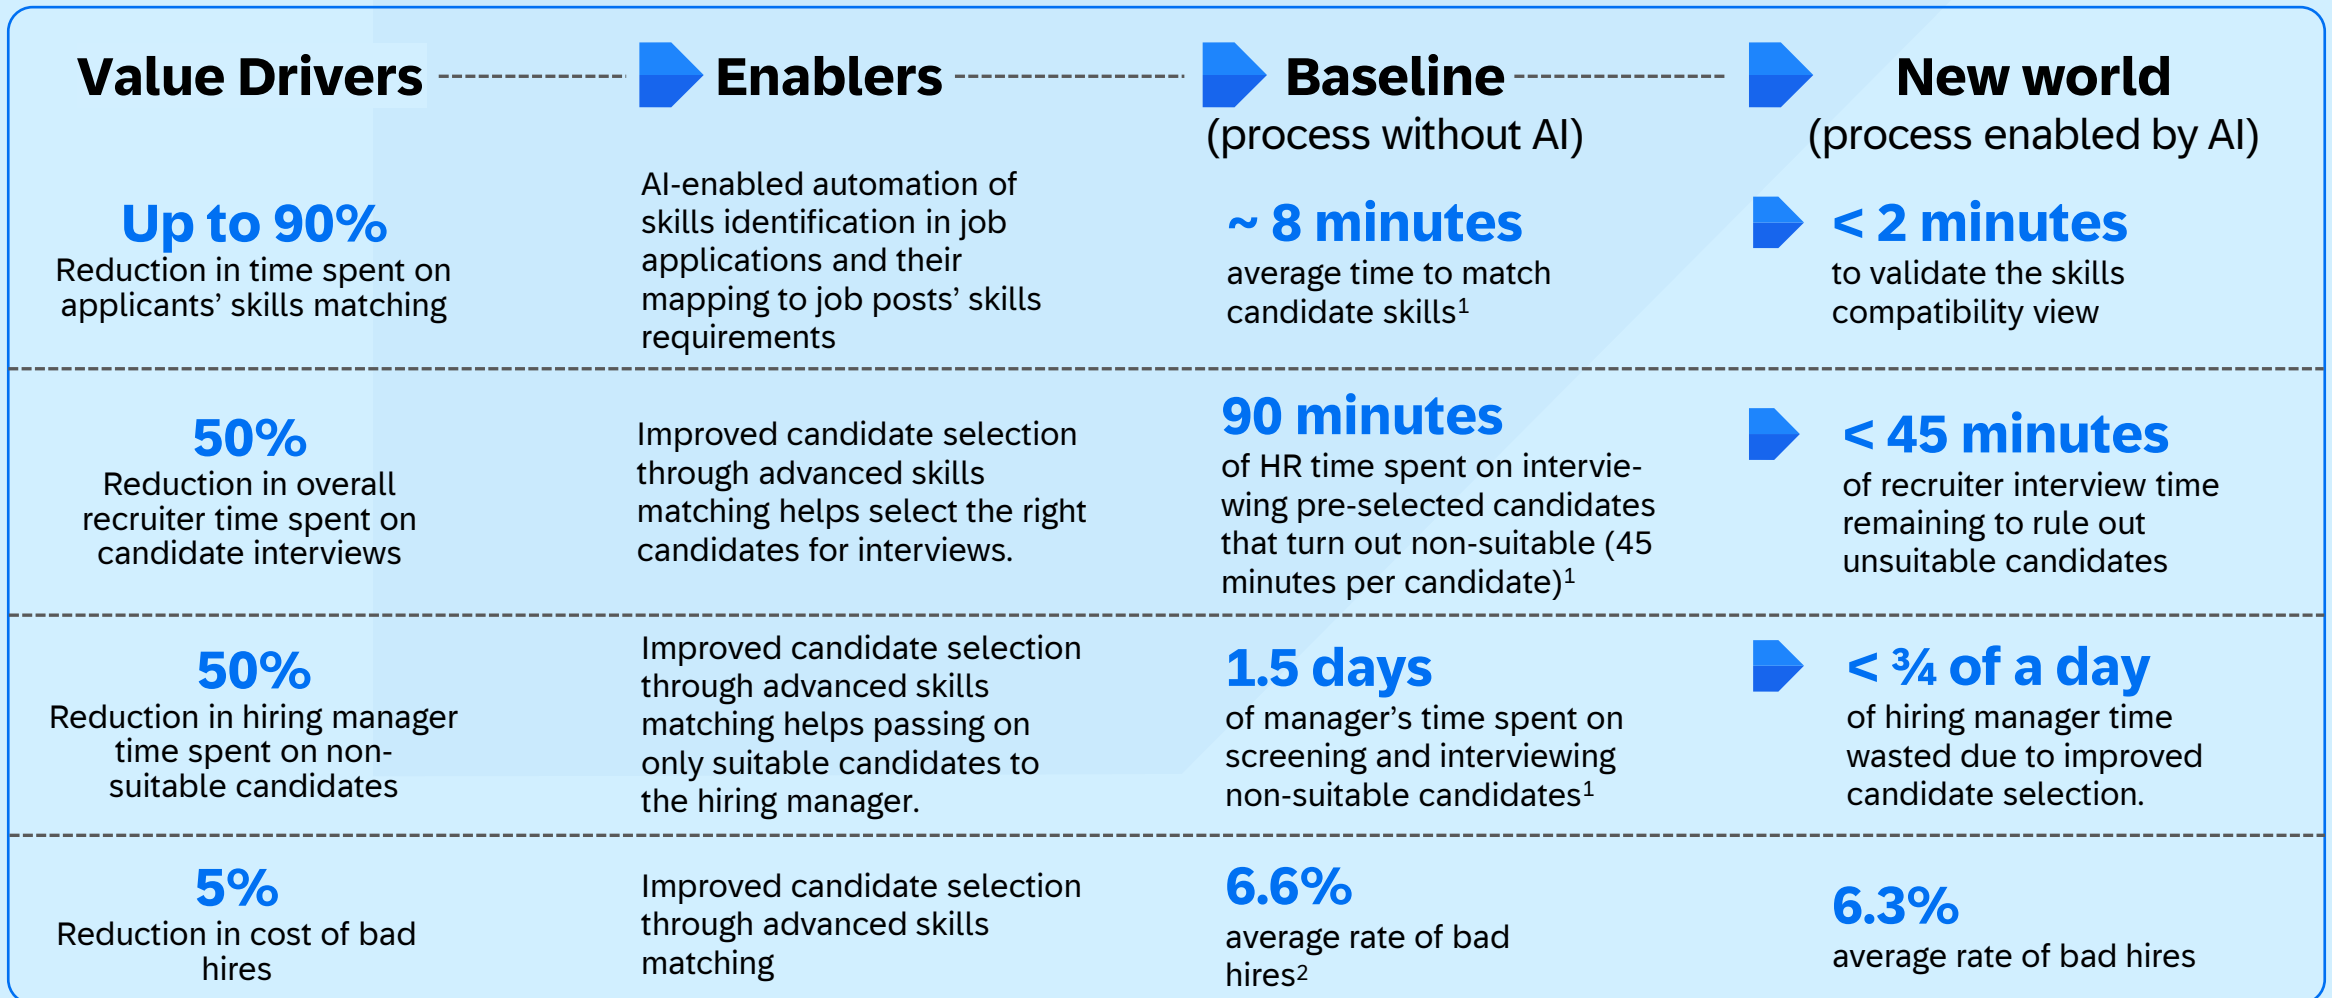 Value Drivers
Enablers
Baseline
(process without AI)
New world
(process enabled by AI)
Up to 90%
Reduction in time spent on
applicants’ skills matching
AI-enabled automation of
skills identification in job
applications and their
mapping to job posts’ skills
requirements
~ 8 minutes
average time to match
candidate skills¹
< 2 minutes
to validate the skills
compatibility view
50%
Reduction in overall
recruiter time spent on
candidate interviews
Improved candidate selection
through advanced skills
matching helps select the right
candidates for interviews.
90 minutes
of HR time spent on intervie-
wing pre-selected candidates
that turn out non-suitable (45
minutes per candidate)¹
< 45 minutes
of recruiter interview time
remaining to rule out
unsuitable candidates
50%
Reduction in hiring manager
time spent on non-
suitable candidates
Improved candidate selection
through advanced skills
matching helps passing on
only suitable candidates to
the hiring manager.
1.5 days
of manager’s time spent on
screening and interviewing
non-suitable candidates¹
< ¾ of a day
of hiring manager time
wasted due to improved
candidate selection.
5%
Reduction in cost of bad
hires
Improved candidate selection
through advanced skills
matching
6.6%
average rate of bad
hires²
6.3%
average rate of bad hires